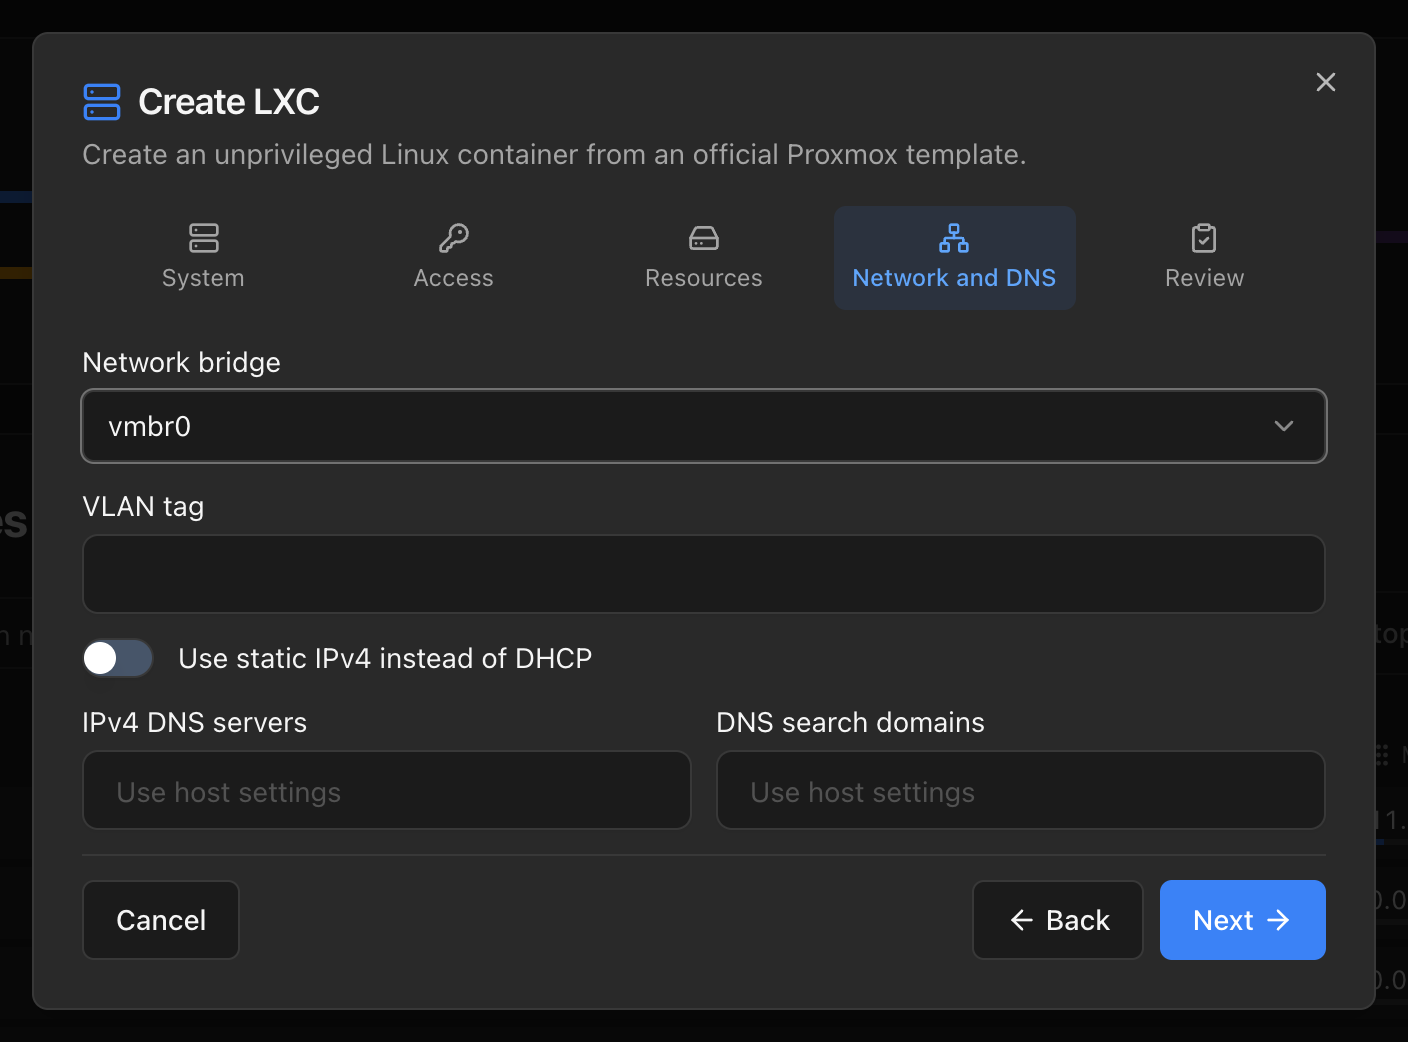 Create LXC
Create an unprivileged Linux container from an official Proxmox template.
System
Access
Resources
Network and DNS
Review
Network bridge
vmbr0
VLAN tag
Use static IPv4 instead of DHCP
IPv4 DNS servers
DNS search domains
Use host settings
Use host settings
Cancel
← Back
Next →